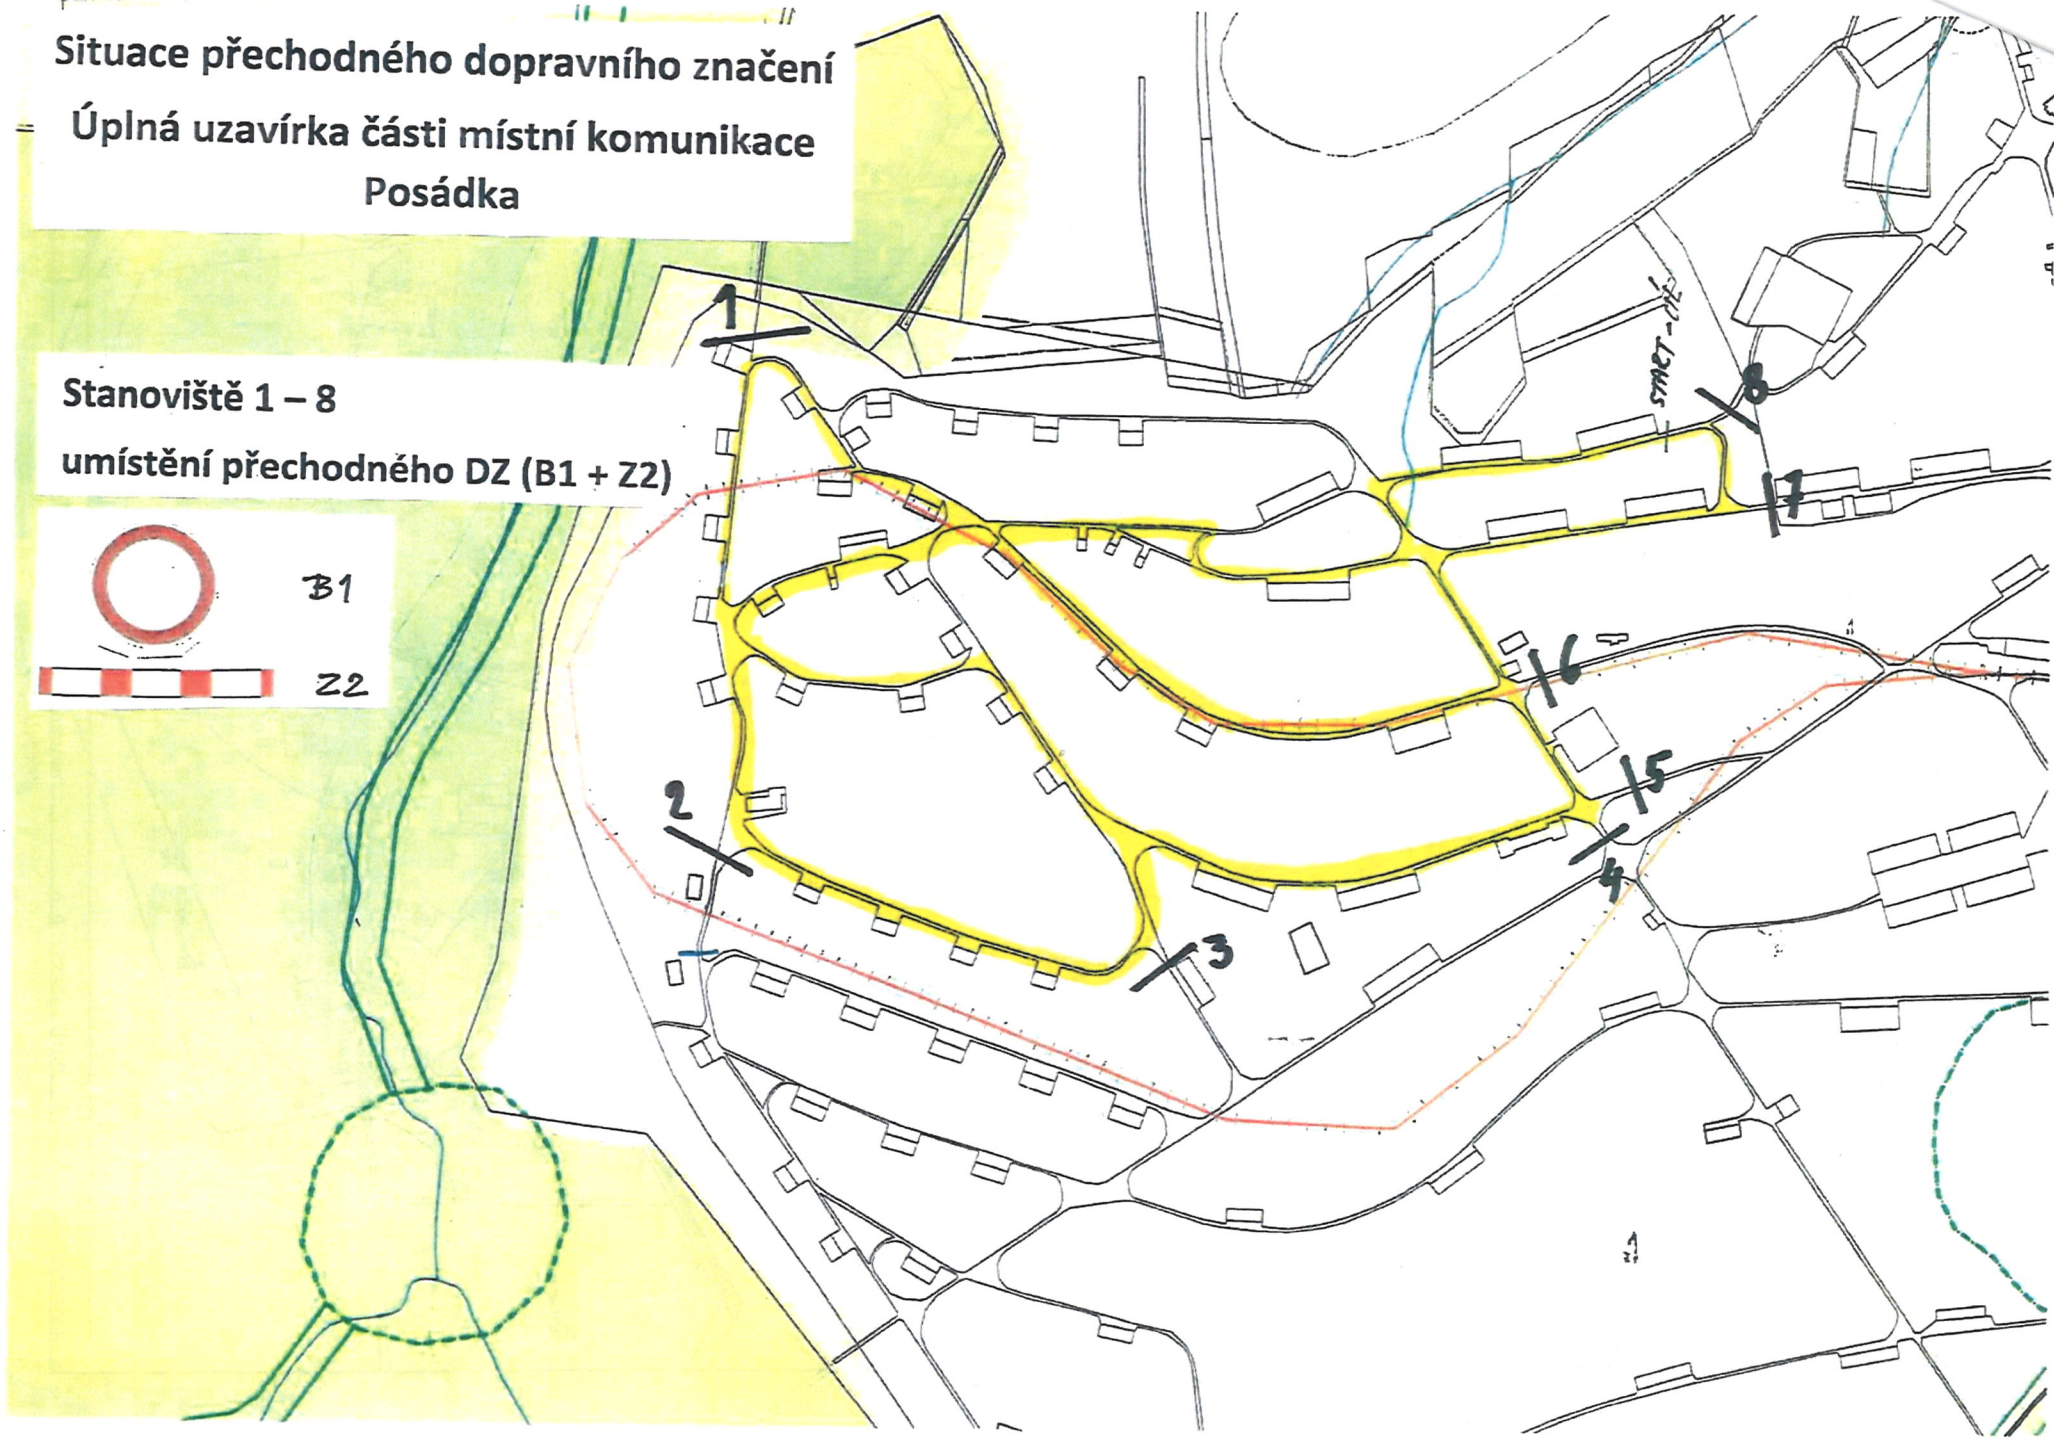 Situace přechodného dopravního značení
Úplná uzavírka části místní komunikace
Posádka
Stanoviště 1 – 8
umístění přechodného DZ (B1 + Z2)
B1
Z2
1
START - CÍL
8
7
6
2
5
4
3